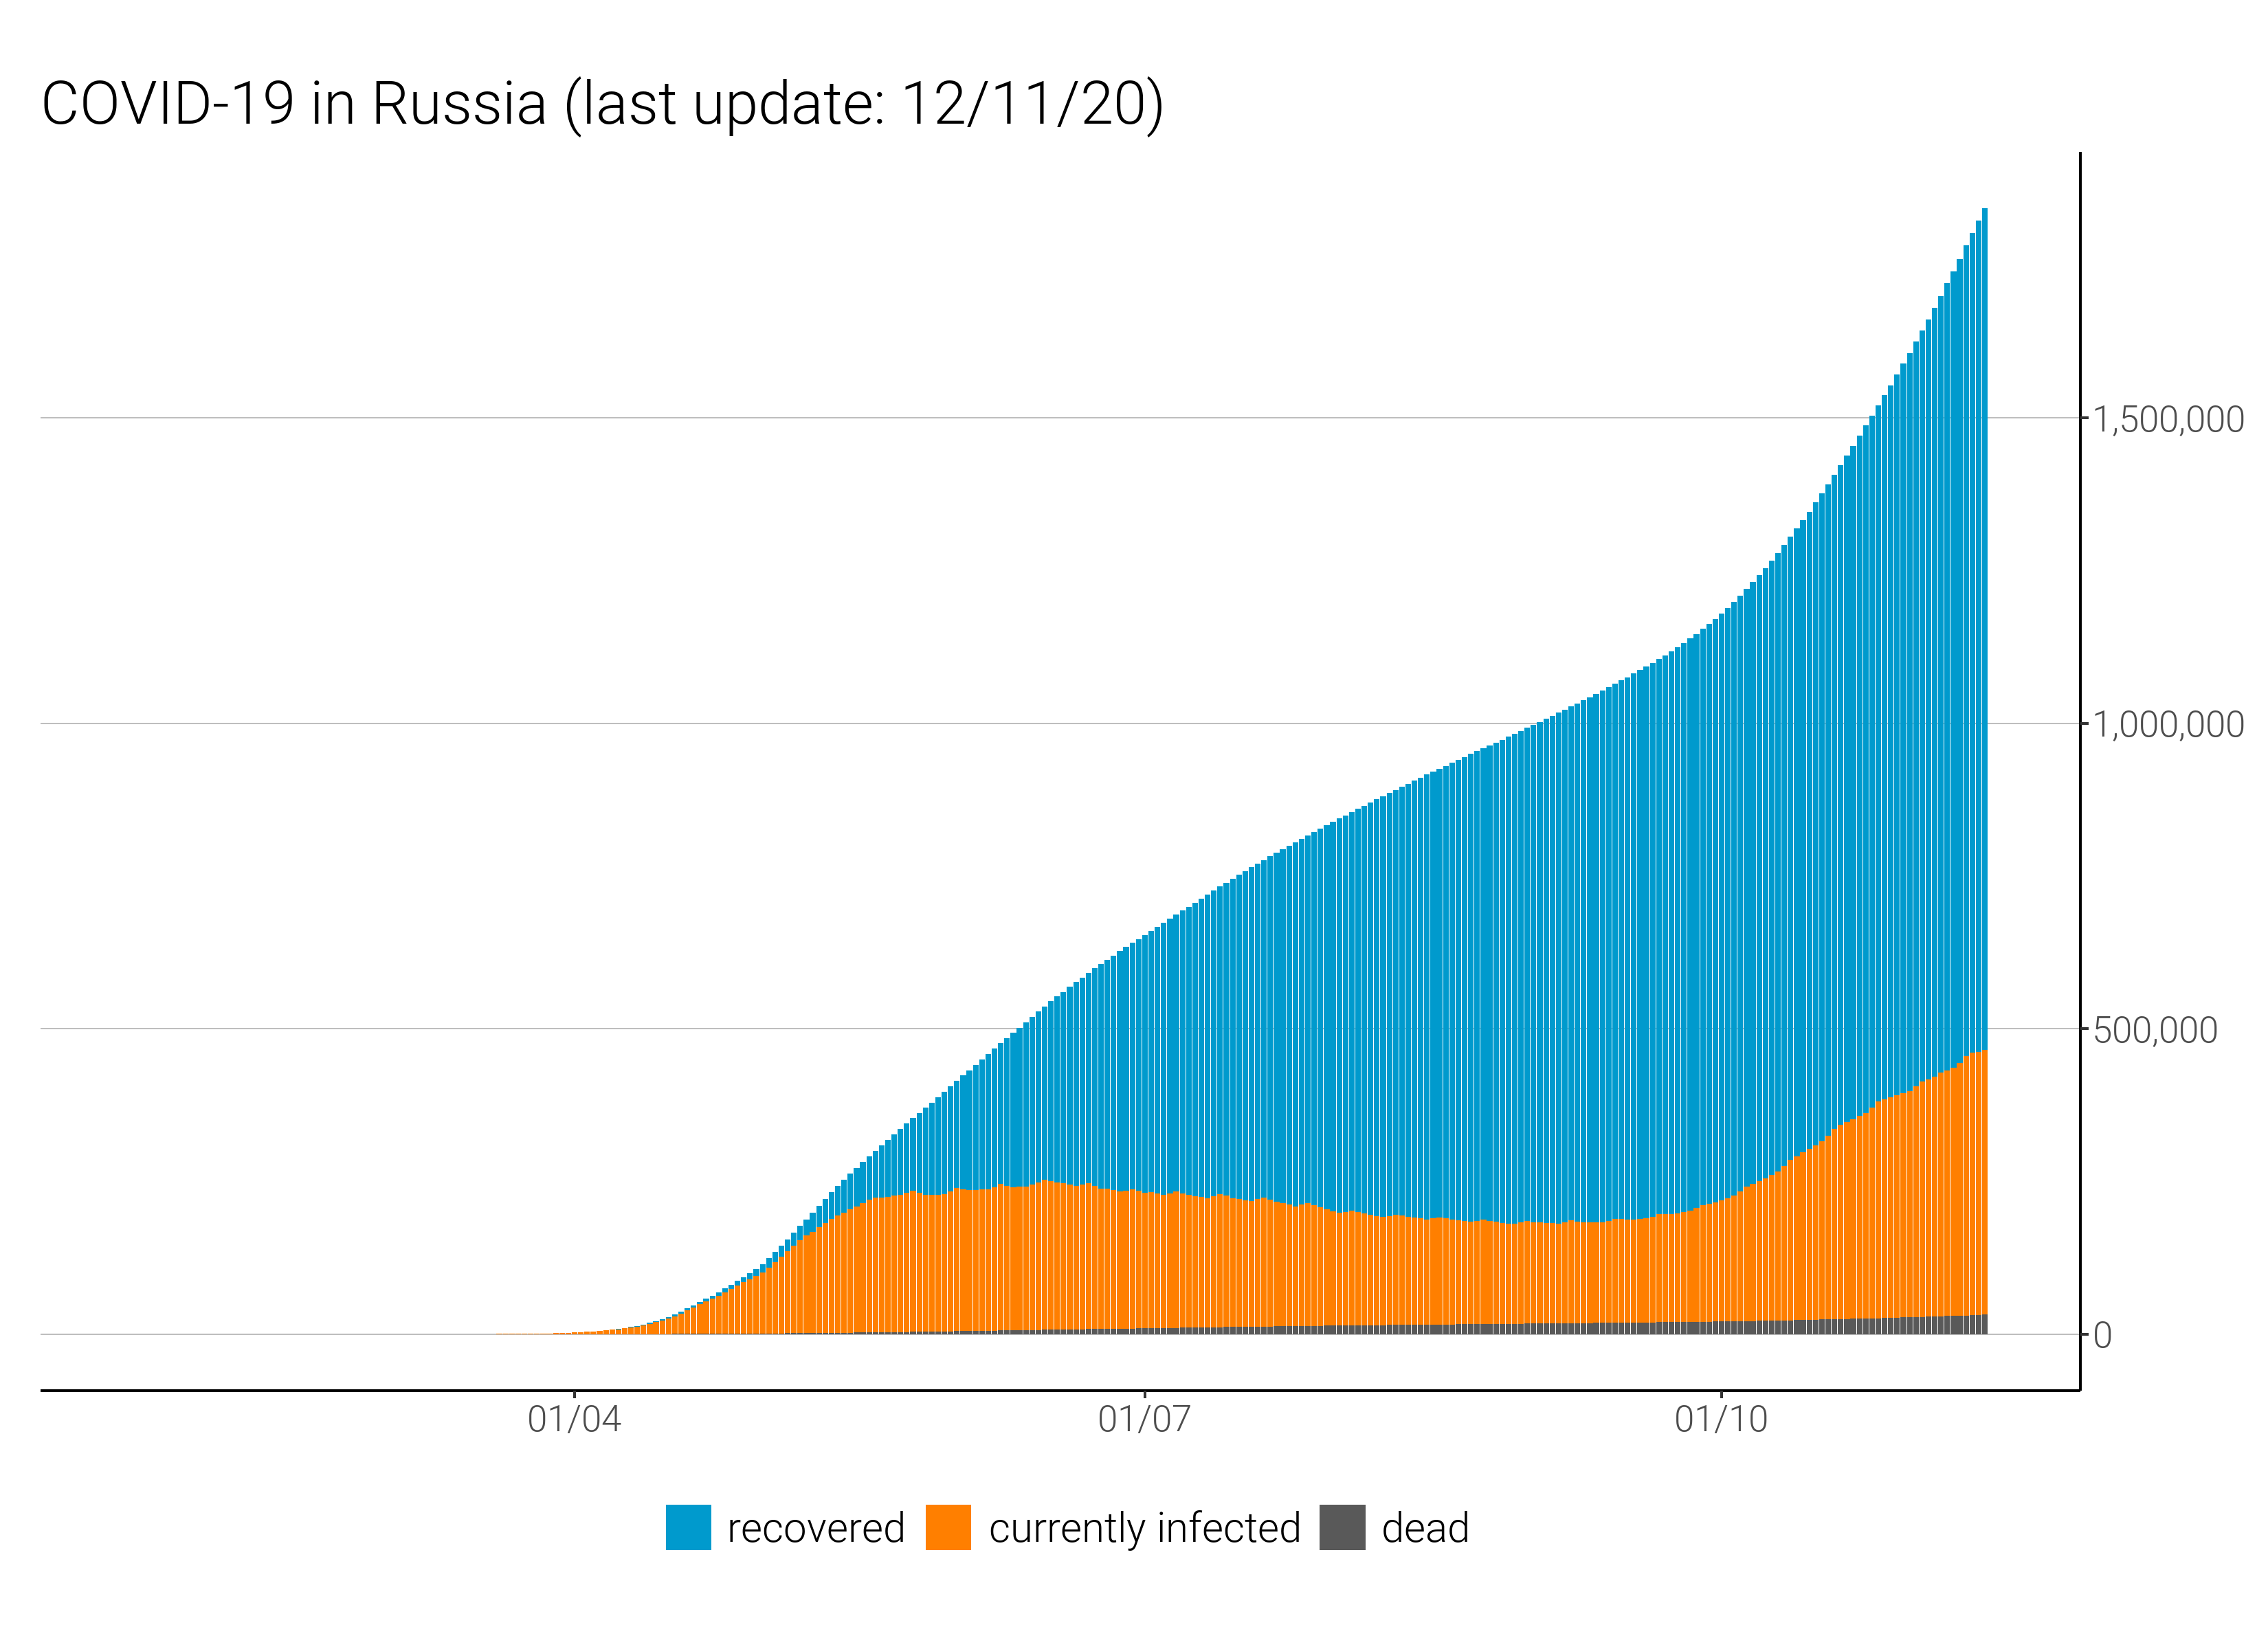 COVID-19 in Russia (last update: 12/11/20)
1,500,000
1,000,000
500,000
0
01/04 01/07 01/10
recovered currently infected dead